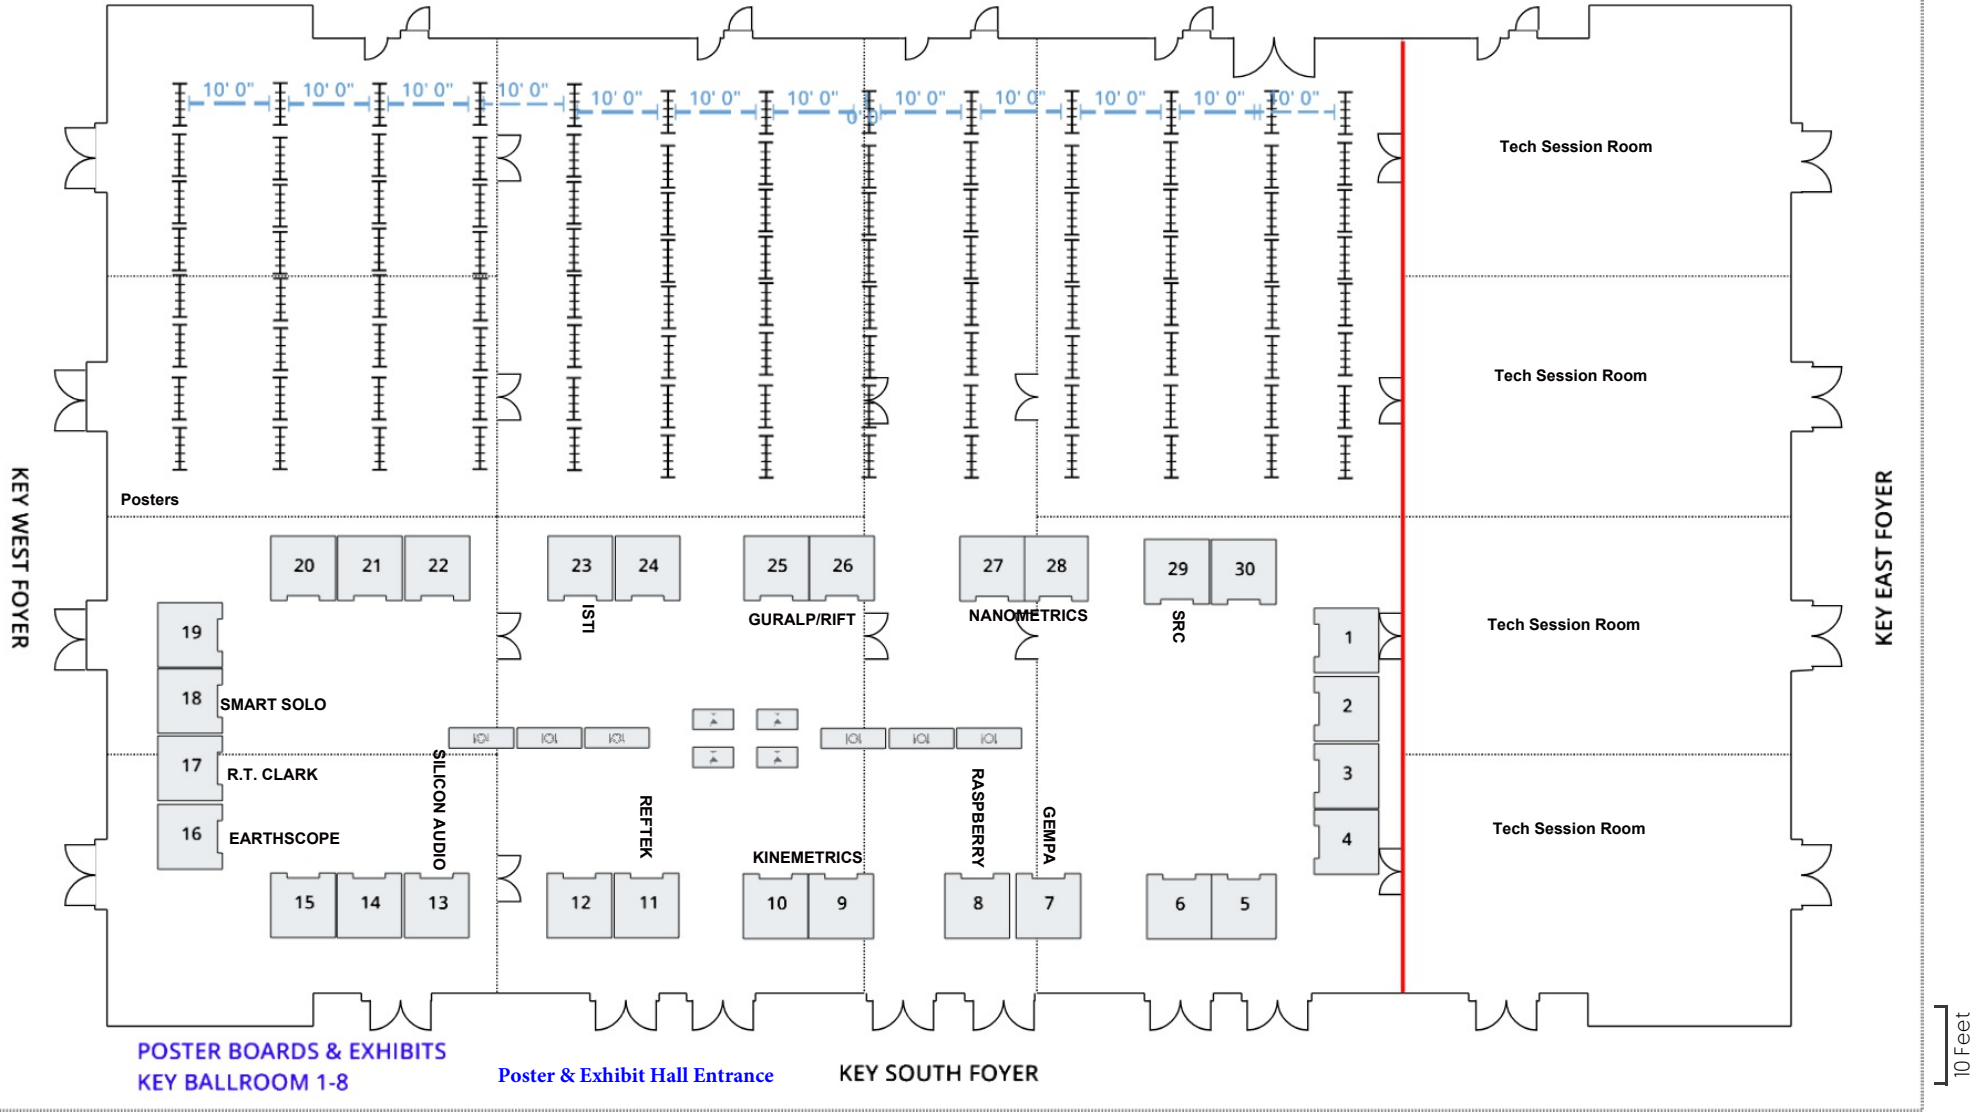 10' 0"
10' 0"
10' 0"
10' 0"
10' 0"
10' 0"
10' 0"
10' 0"
10' 0"
10' 0"
10' 0"
10' 0"
Tech Session Room
Tech Session Room
Tech Session Room
Tech Session Room
KEY WEST FOYER
KEY EAST FOYER
Posters
20
21
22
23
24
25
26
27
28
29
30
ISTI
GURALP/RIFT
NANOMETRICS
SRC
19
18
SMART SOLO
17
R.T. CLARK
16
EARTHSCOPE
1
2
3
4
SILICON AUDIO
REFTEK
KINEMETRICS
RASPBERRY
GEMPA
15
14
13
12
11
10
9
8
7
6
5
POSTER BOARDS & EXHIBITS
KEY BALLROOM 1-8
Poster & Exhibit Hall Entrance
KEY SOUTH FOYER
10 Feet